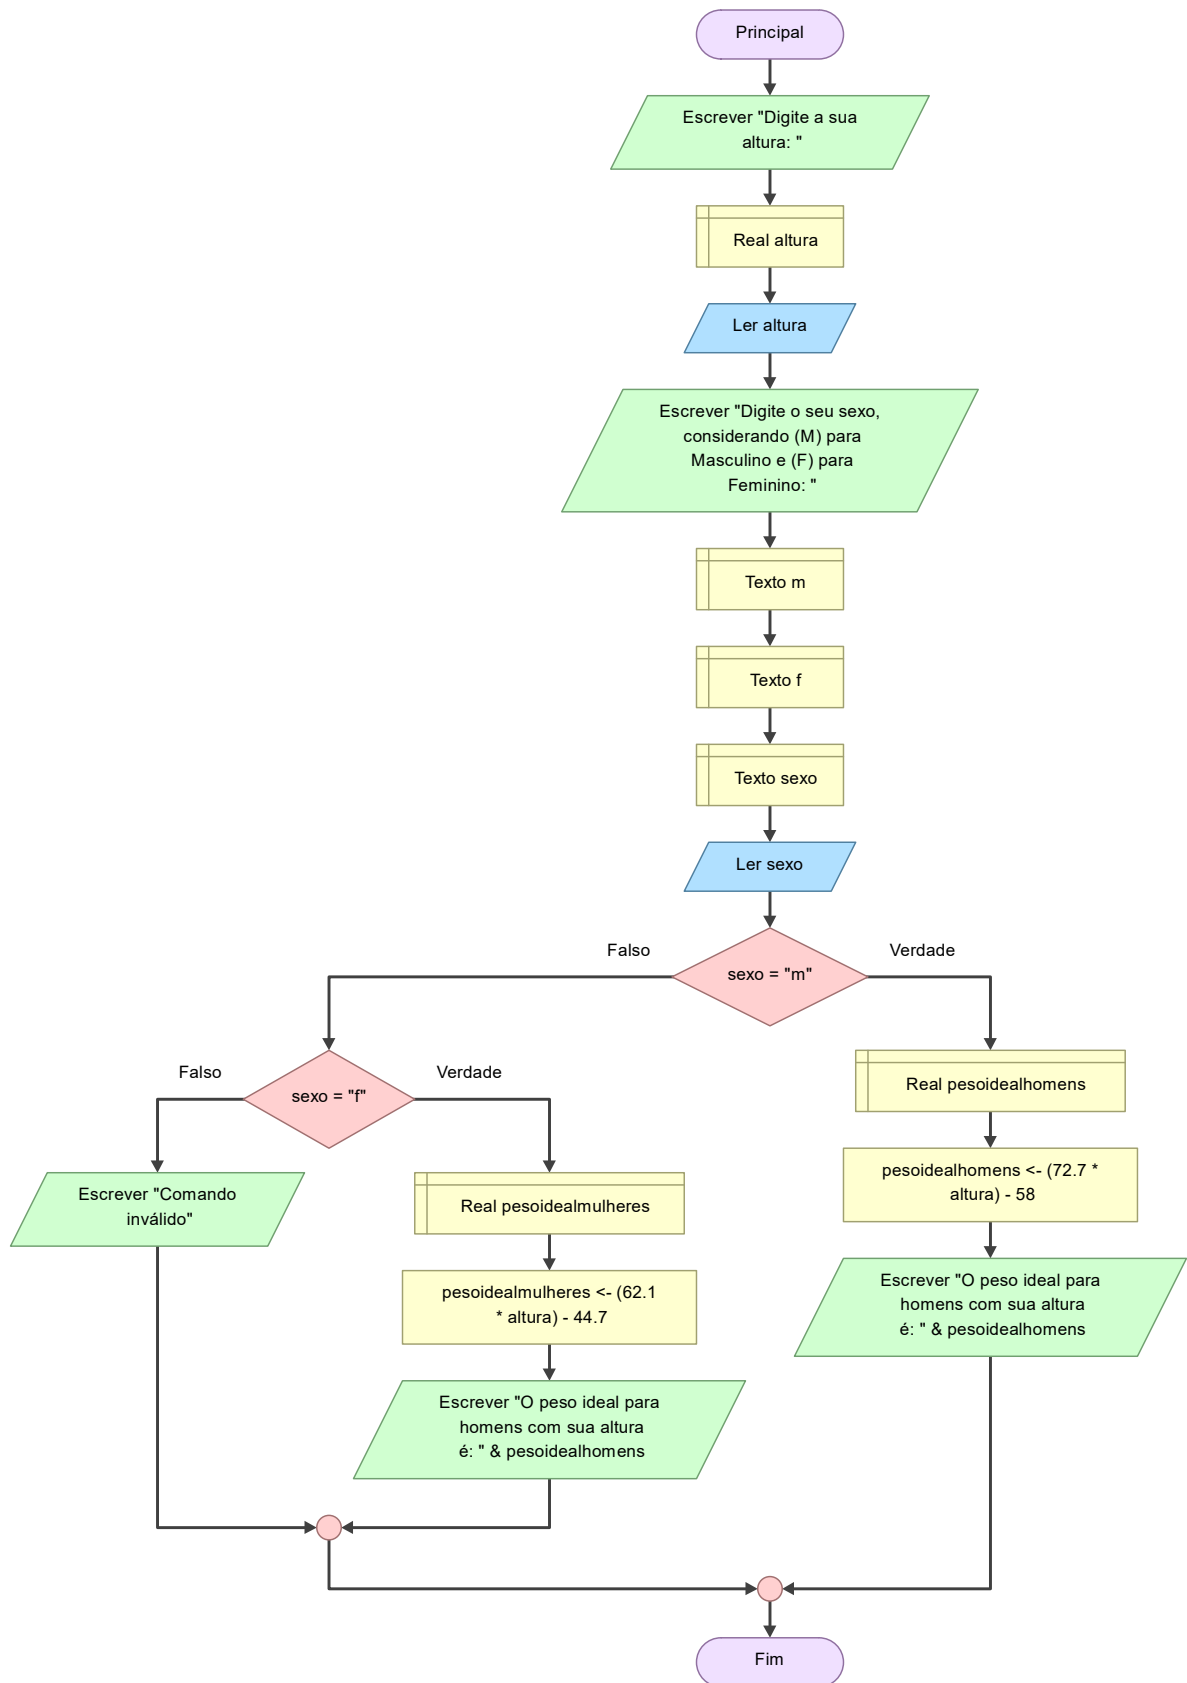 Principal
Escrever "Digite a sua
altura: "
Real altura
Ler altura
Escrever "Digite o seu sexo,
considerando (M) para
Masculino e (F) para
Feminino: "
Texto m
Texto f
Texto sexo
Ler sexo
Falso
Verdade
sexo = "m"
Falso
Verdade
sexo = "f"
Escrever "Comando
inválido"
Real pesoidealmulheres
pesoidealmulheres <- (62.1
* altura) - 44.7
Escrever "O peso ideal para
homens com sua altura
é: " & pesoidealhomens
Real pesoidealhomens
pesoidealhomens <- (72.7 *
altura) - 58
Escrever "O peso ideal para
homens com sua altura
é: " & pesoidealhomens
Fim